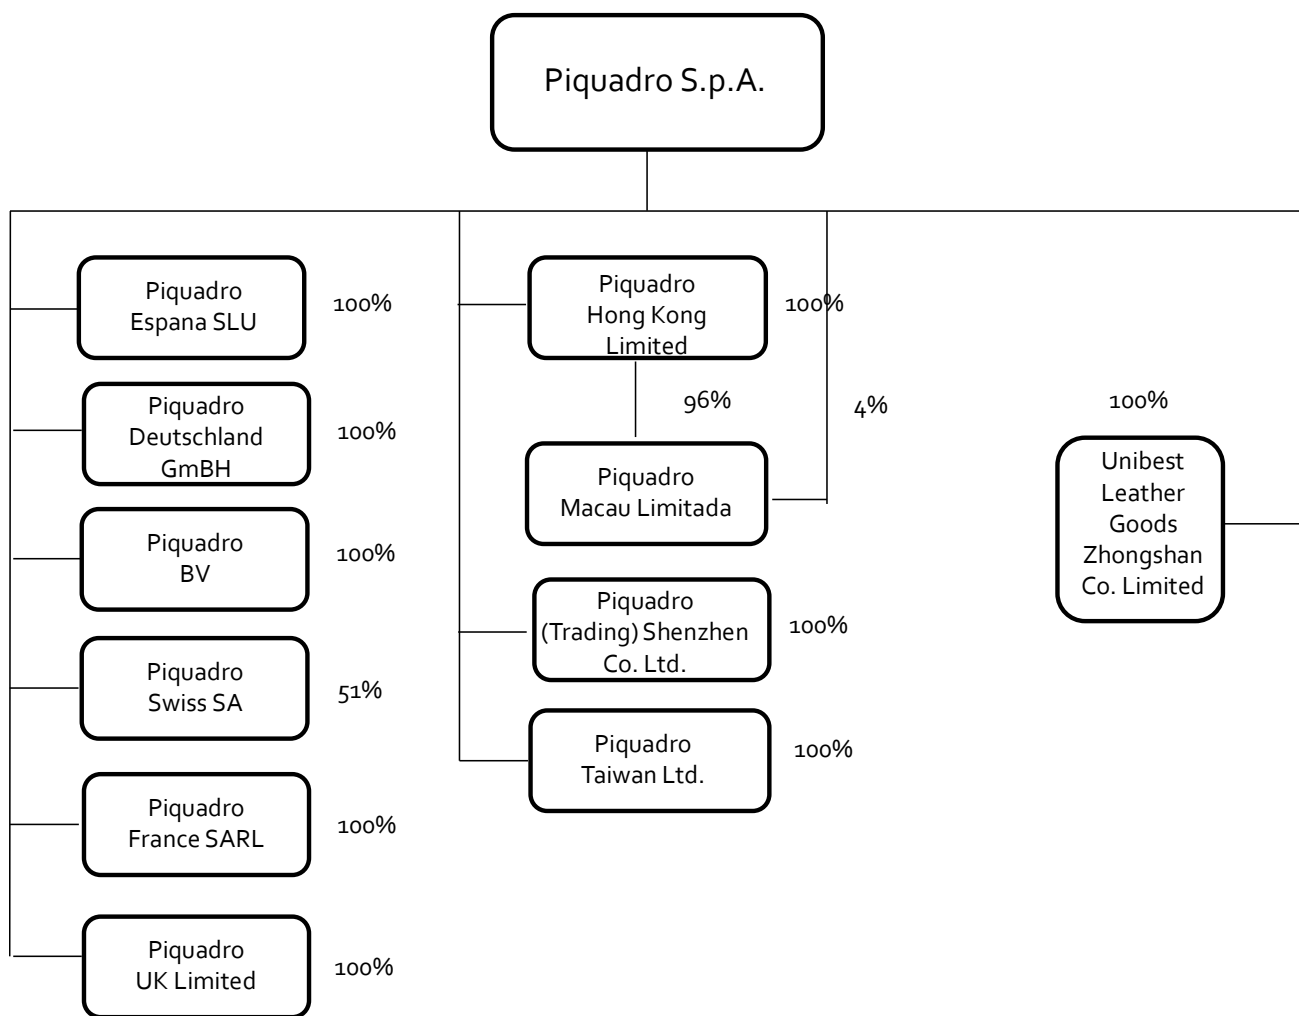 Piquadro S.p.A.
Piquadro
Espana SLU
100%
Piquadro
Deutschland
GmBH
100%
Piquadro
BV
100%
Piquadro
Swiss SA
51%
Piquadro
France SARL
100%
Piquadro
UK Limited
100%
Piquadro
Hong Kong
Limited
100%
96%
4%
Piquadro
Macau Limitada
Piquadro
(Trading) Shenzhen
Co. Ltd.
100%
Piquadro
Taiwan Ltd.
100%
100%
Unibest
Leather
Goods
Zhongshan
Co. Limited